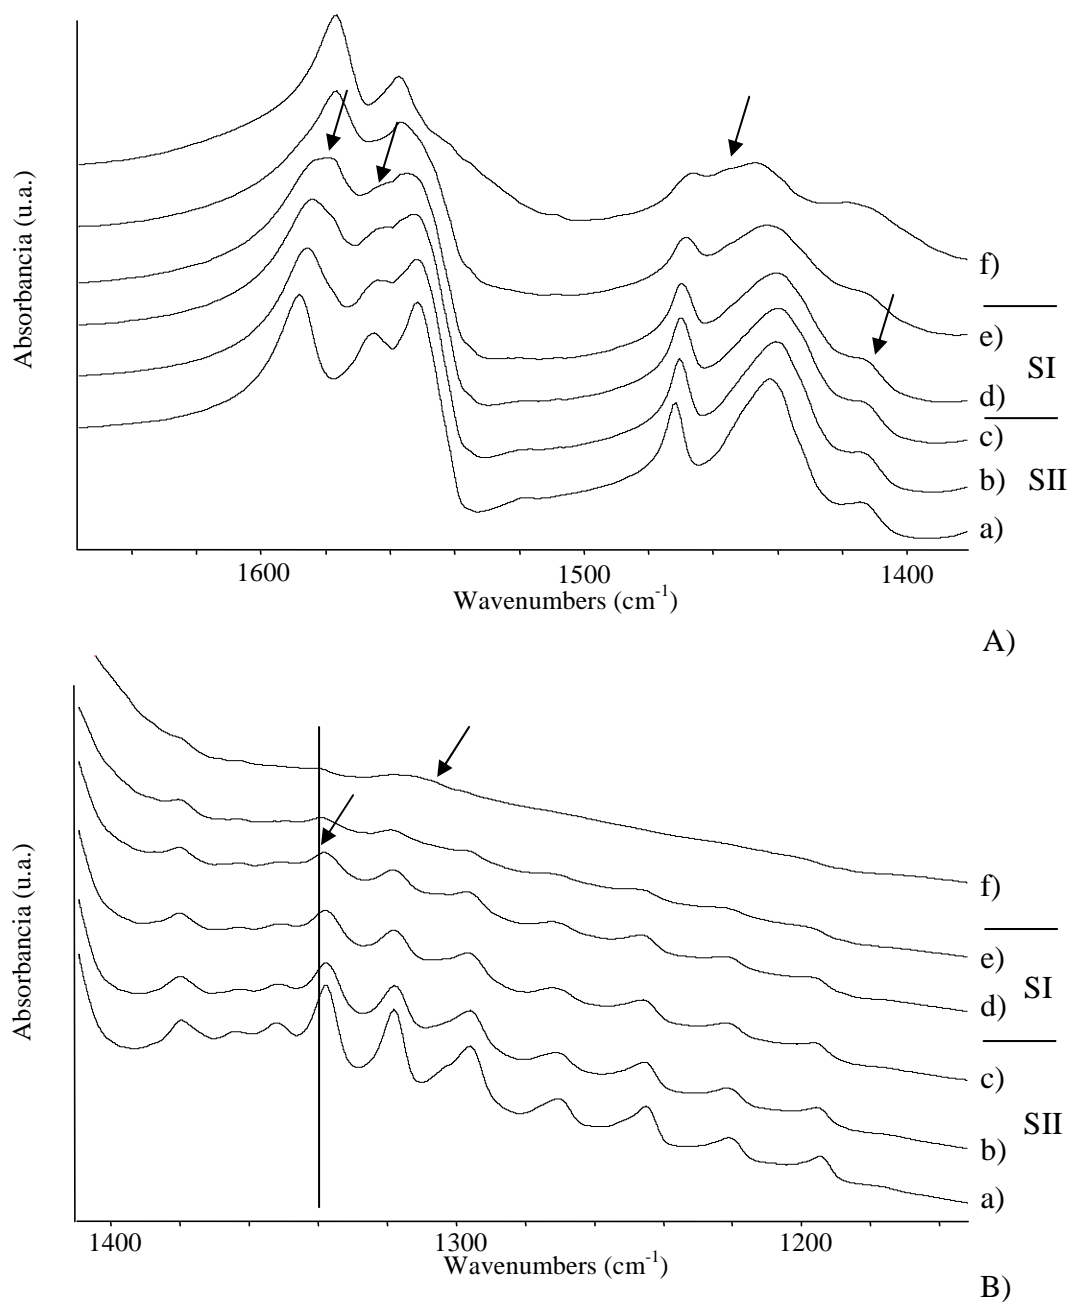 Absorbancia (u.a.)
f)
e)
SI
d)
c)
b) SII
a)
1600 1500 1400
Wavenumbers (cm-1)
A)
Absorbancia (u.a.)
f)
e)
SI
d)
c)
SII
b)
a)
1400 1300 1200
Wavenumbers (cm-1)
B)